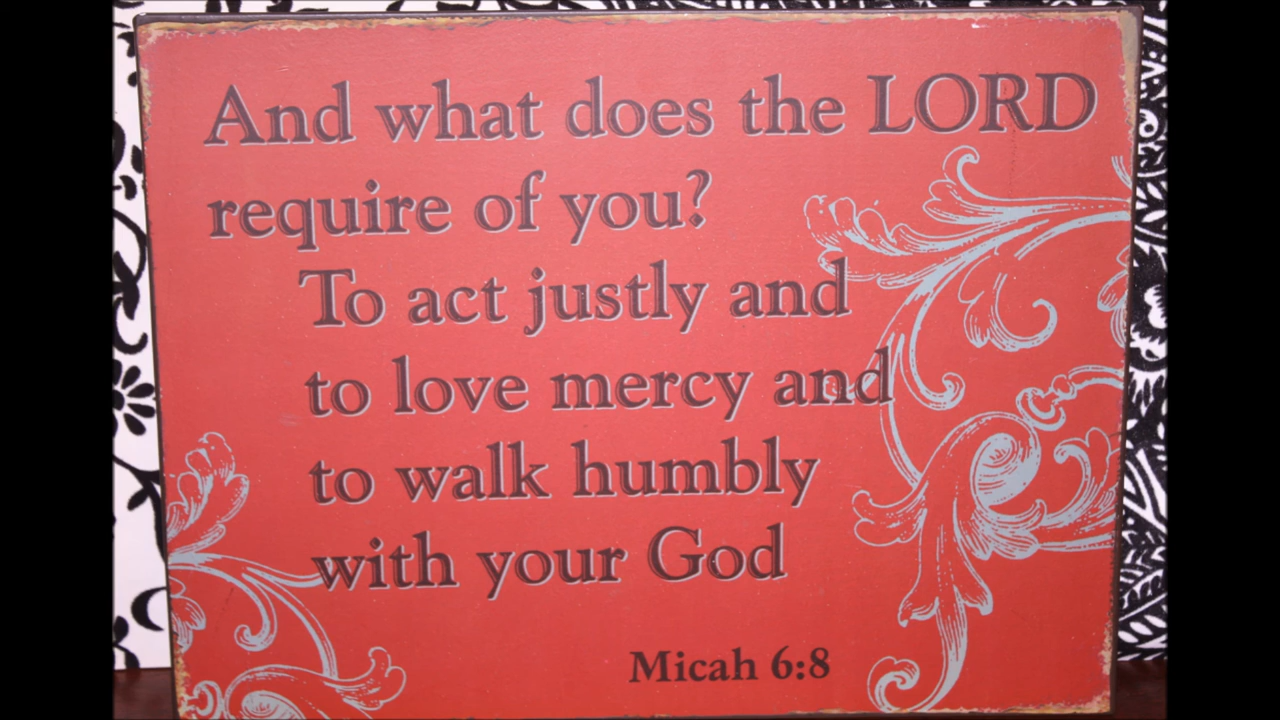 And what does the LORD
require of you?
To act justly and
to love mercy and
to walk humbly
with your God
Micah 6:8